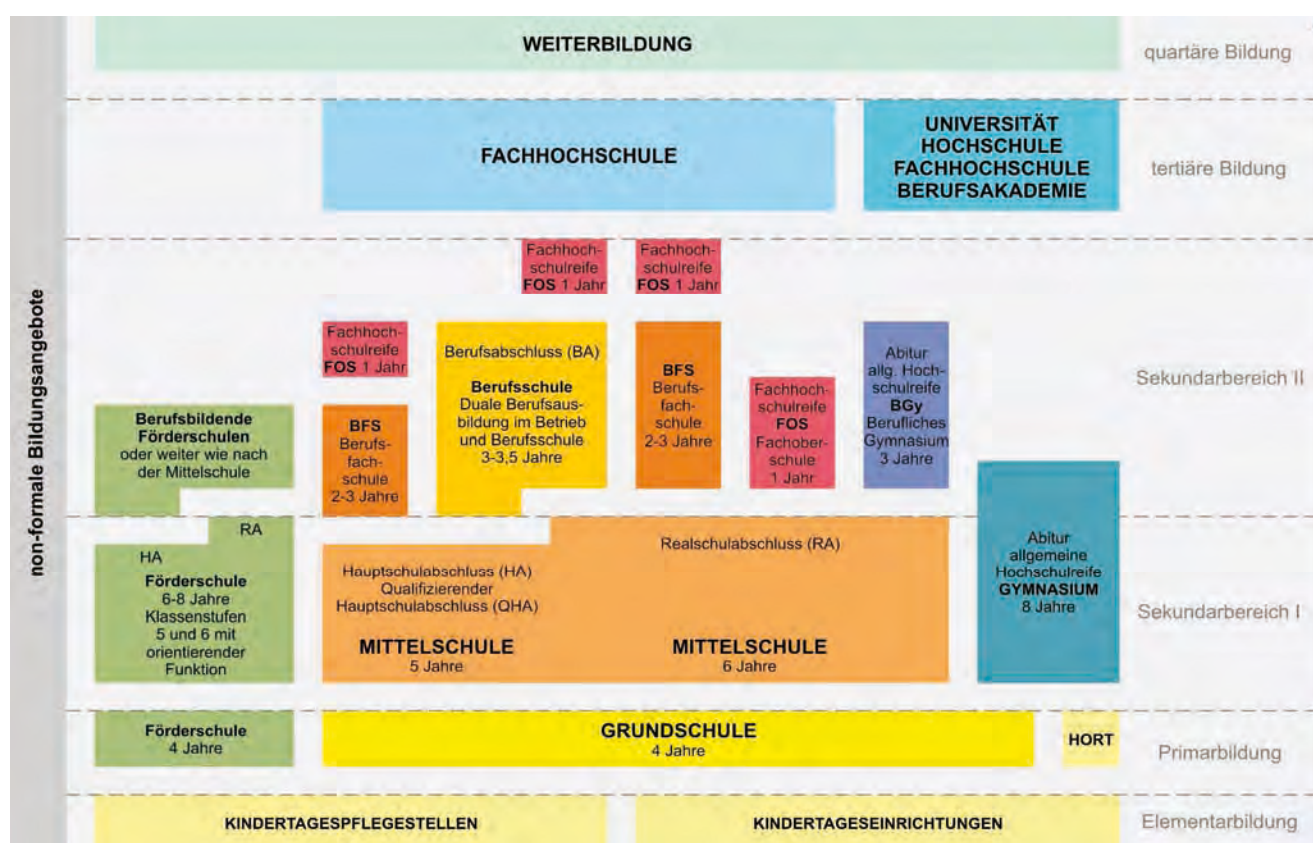 WEITERBILDUNG
quartäre Bildung
FACHHOCHSCHULE
UNIVERSITÄT
HOCHSCHULE
FACHHOCHSCHULE
BERUFSAKADEMIE
tertiäre Bildung
non-formale Bildungsangebote
Berufsbildende
Förderschulen
oder weiter wie nach
der Mittelschule
Fachhoch-
schulreife
FOS 1 Jahr
BFS
Berufs-
fach-
schule
2-3 Jahre
Berufsabschluss (BA)
Berufsschule
Duale Berufsaus-
bildung im Betrieb
und Berufsschule
3-3,5 Jahre
Fachhoch-
schulreife
FOS 1 Jahr
Fachhoch-
schulreife
FOS 1 Jahr
BFS
Berufs-
fach-
schule
2-3 Jahre
Fachhoch-
schulreife
FOS
Fachober-
schule
1 Jahr
Abitur
allg. Hoch-
schulreife
BGy
Berufliches
Gymnasium
3 Jahre
Sekundarbereich II
RA
HA
Förderschule
6-8 Jahre
Klassenstufen
5 und 6 mit
orientierender
Funktion
Hauptschulabschluss (HA)
Qualifizierender
Hauptschulabschluss (QHA)
MITTELSCHULE
5 Jahre
Realschulabschluss (RA)
MITTELSCHULE
6 Jahre
Abitur
allgemeine
Hochschulreife
GYMNASIUM
8 Jahre
Sekundarbereich I
Förderschule
4 Jahre
GRUNDSCHULE
4 Jahre
HORT
Primarbildung
KINDERTAGESPFLEGESTELLEN
KINDERTAGESEINRICHTUNGEN
Elementarbildung